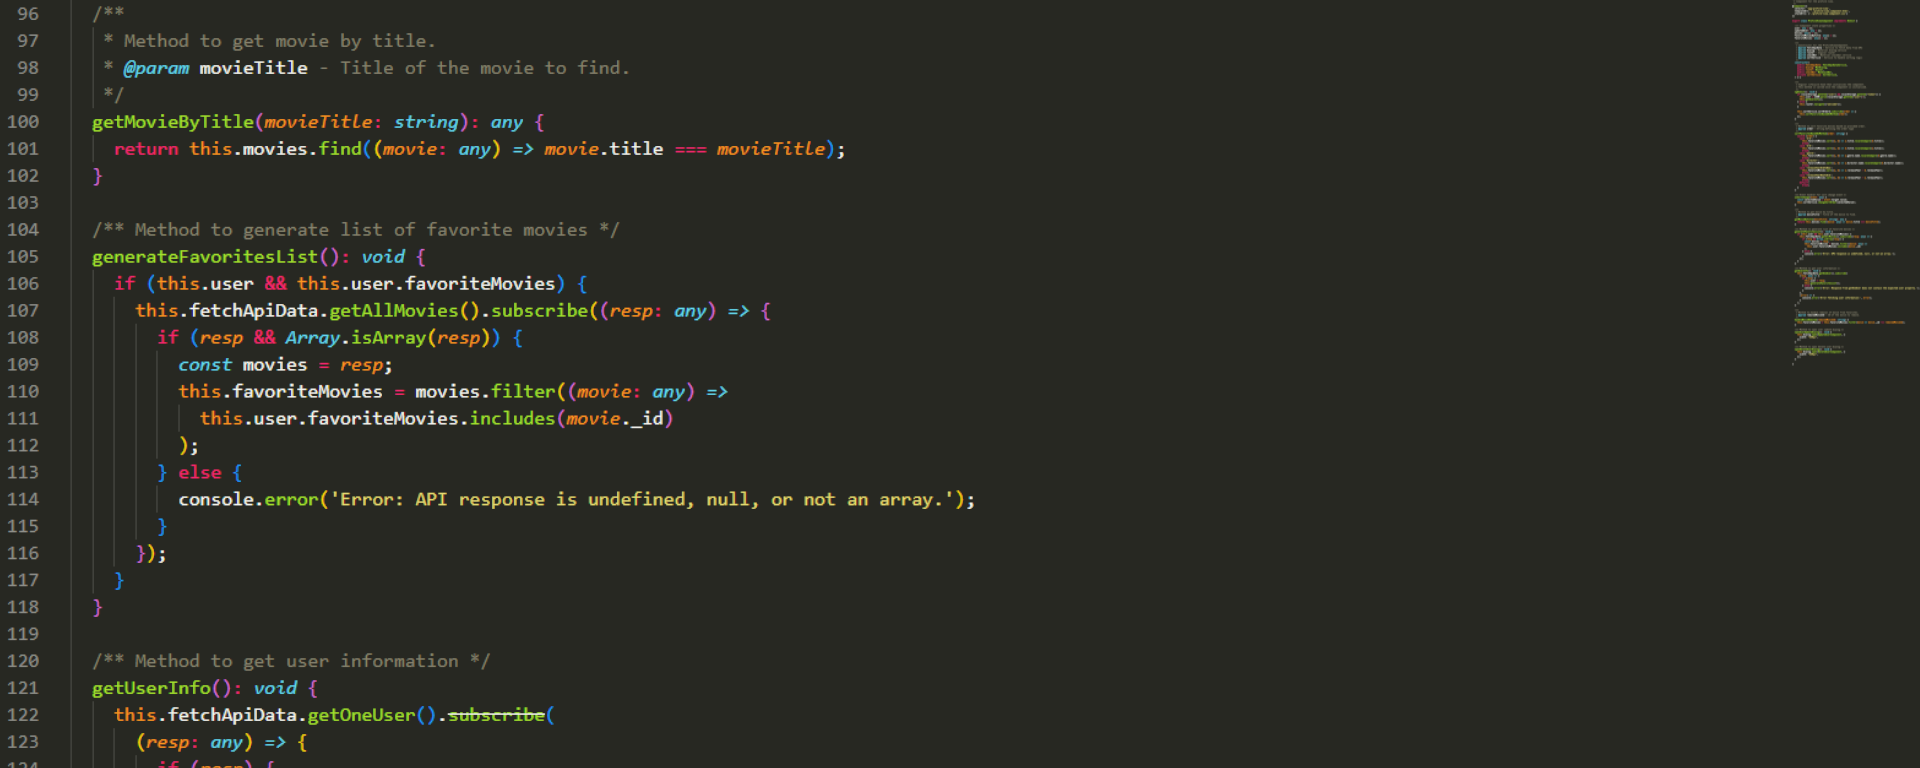 96 /**
97 * Method to get movie by title.
98 * @param movieTitle - Title of the movie to find.
99 */
100 getMovieByTitle(movieTitle: string): any {
101 return this.movies.find((movie: any) => movie.title === movieTitle);
102 }
103
104 /** Method to generate list of favorite movies */
105 generateFavoritesList(): void {
106 if (this.user && this.user.favoriteMovies) {
107 this.fetchApiData.getAllMovies().subscribe((resp: any) => {
108 if (resp && Array.isArray(resp)) {
109 const movies = resp;
110 this.favoriteMovies = movies.filter((movie: any) =>
111 this.user.favoriteMovies.includes(movie._id)
112 );
113 } else {
114 console.error('Error: API response is undefined, null, or not an array.');
115 }
116 });
117 }
118 }
119
120 /** Method to get user information */
121 getUserInfo(): void {
122 this.fetchApiData.getOneUser().subscribe(
123 (resp: any) => {
124 if (resp) {